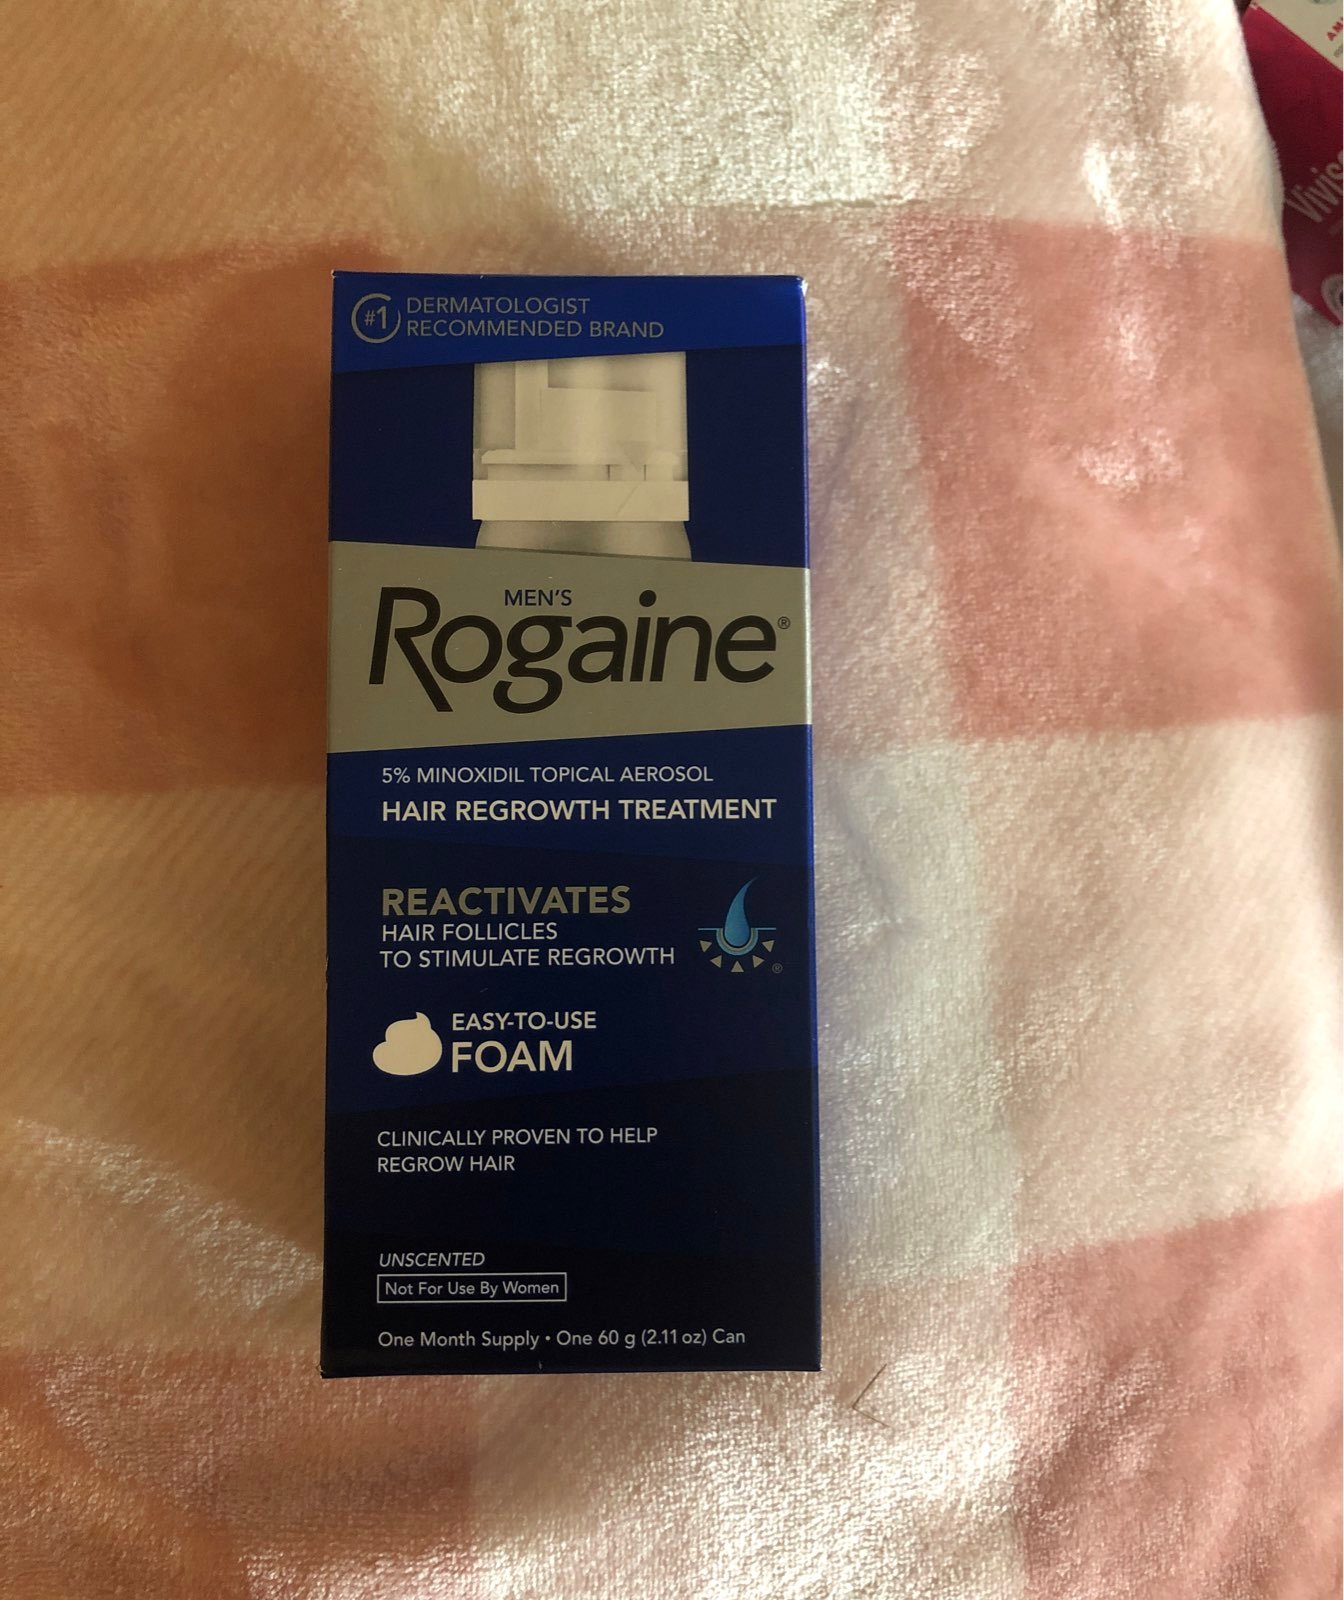 #1 DERMATOLOGIST
RECOMMENDED BRAND
MEN'S
Rogaine®
5% MINOXIDIL TOPICAL AEROSOL
HAIR REGROWTH TREATMENT
REACTIVATES
HAIR FOLLICLES
TO STIMULATE REGROWTH
®
EASY-TO-USE
FOAM
CLINICALLY PROVEN TO HELP
REGROW HAIR
UNSCENTED
Not For Use By Women
One Month Supply • One 60 g (2.11 oz) Can